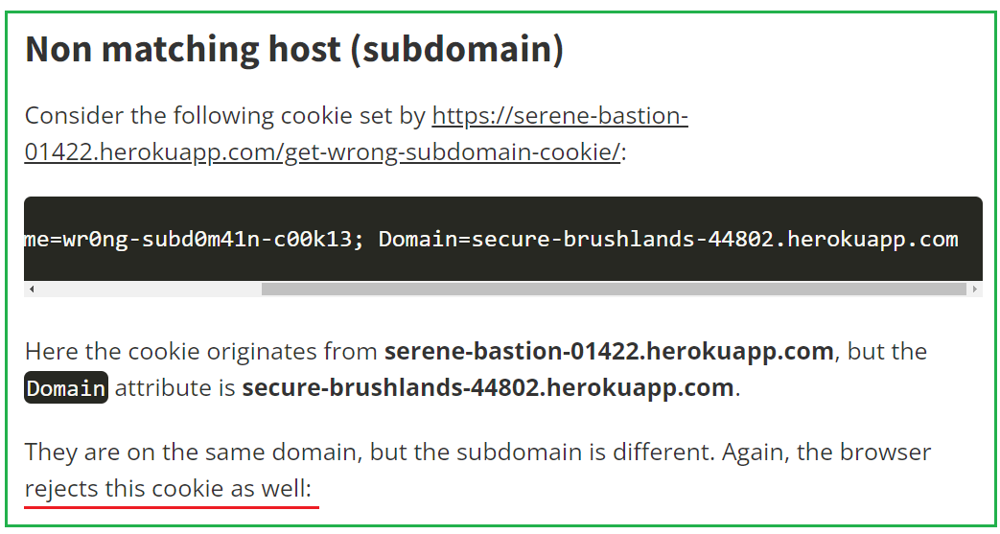 Non matching host (subdomain)
Consider the following cookie set by https://serene-bastion-
01422.herokuapp.com/get-wrong-subdomain-cookie/:
me=wr0ng-subd0m41n-c00k13; Domain=secure-brushlands-44802.herokuapp.com
Here the cookie originates from serene-bastion-01422.herokuapp.com, but the
Domain attribute is secure-brushlands-44802.herokuapp.com.
They are on the same domain, but the subdomain is different. Again, the browser
rejects this cookie as well: